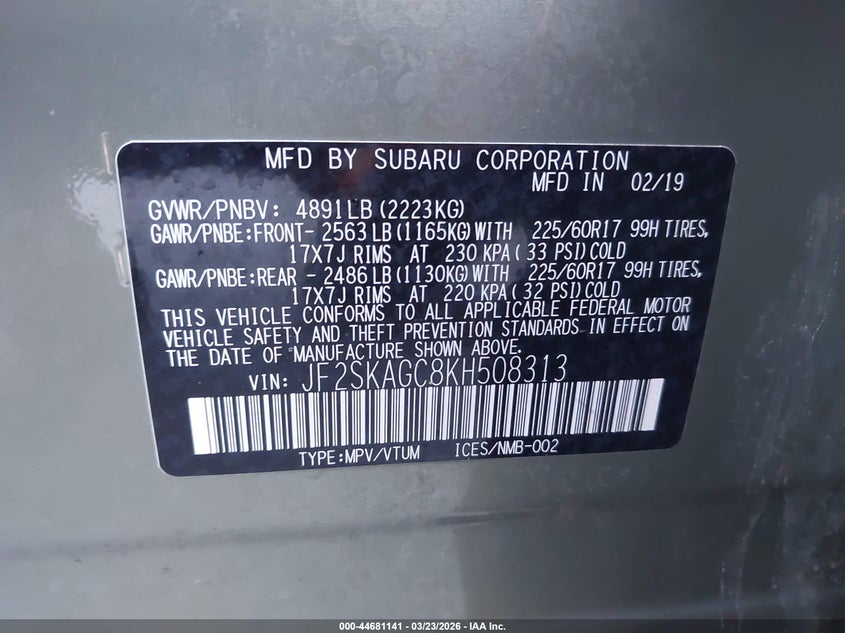 MFD BY SUBARU CORPORATION
MFD IN 02/19
GVWR/PNBV: 4891LB (2223KG)
GAWR/PNBE:FRONT- 2563 LB (1165KG) WITH 225/60R17 99H TIRES,
17X7J RIMS AT 230 KPA ( 33 PSI) COLD
GAWR/PNBE:REAR - 2486 LB (1130KG) WITH 225/60R17 99H TIRES,
17X7J RIMS AT 220 KPA ( 32 PSI) COLD
THIS VEHICLE CONFORMS TO ALL APPLICABLE FEDERAL MOTOR
VEHICLE SAFETY AND THEFT PREVENTION STANDARDS IN EFFECT ON
THE DATE OF MANUFACTURE SHOWN ABOVE.
VIN: JF2SKAGC8KH508313
TYPE:MPV/VTUM ICES/NMB-002
000-44681141 - 03/23/2026 - IAA Inc.